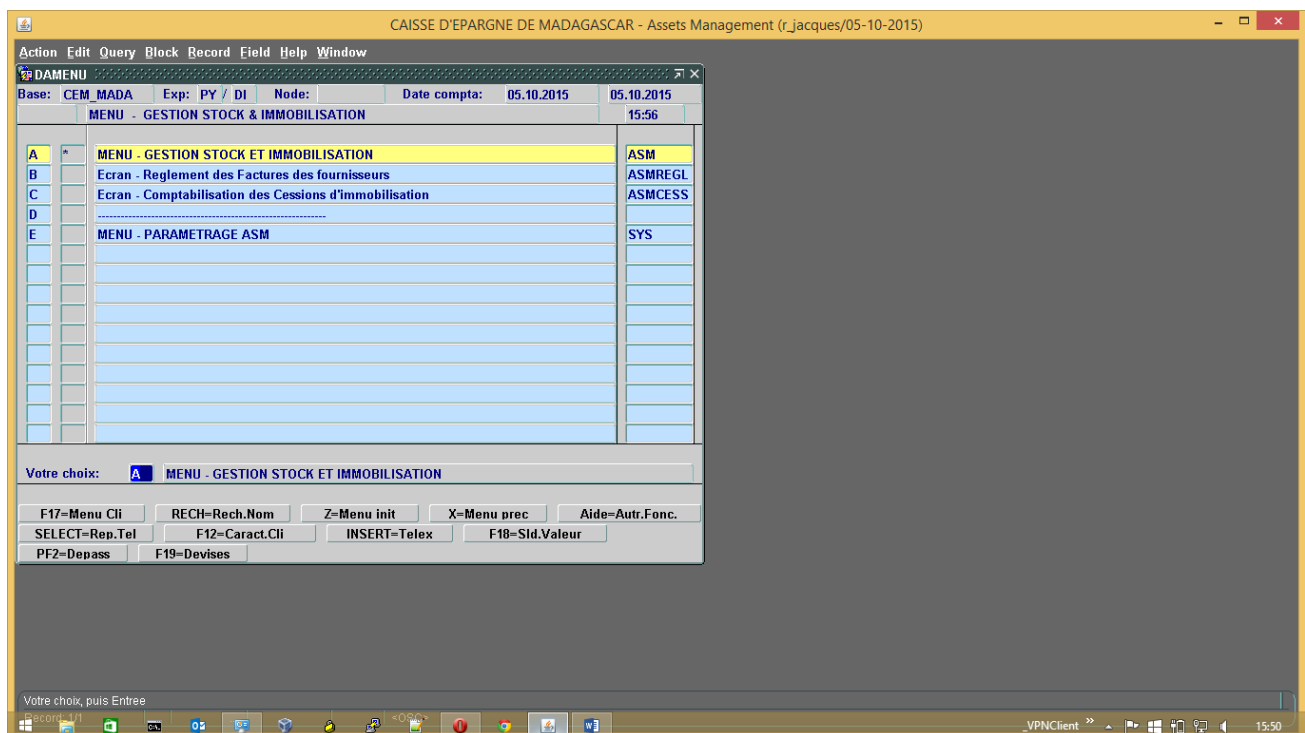 CAISSE D'EPARGNE DE MADAGASCAR - Assets Management (r_jacques/05-10-2015)
Action Edit Query Block Record Field Help Window
DAMENU
Base: CEM_MADA Exp: PY / DI Node: Date compta: 05.10.2015 05.10.2015
MENU - GESTION STOCK & IMMOBILISATION 15:56
A * MENU - GESTION STOCK ET IMMOBILISATION ASM
B Ecran - Reglement des Factures des fournisseurs ASMREGL
C Ecran - Comptabilisation des Cessions d'immobilisation ASMCESS
D ------------------------------------------------------------
E MENU - PARAMETRAGE ASM SYS
Votre choix: A MENU - GESTION STOCK ET IMMOBILISATION
F17=Menu Cli RECH=Rech.Nom Z=Menu init X=Menu prec Aide=Autr.Fonc.
SELECT=Rep.Tel F12=Caract.Cli INSERT=Telex F18=Sld.Valeur
PF2=Depass F19=Devises
Votre choix, puis Entree
Record: 1/1 <OSC>
_VPNClient » 15:50